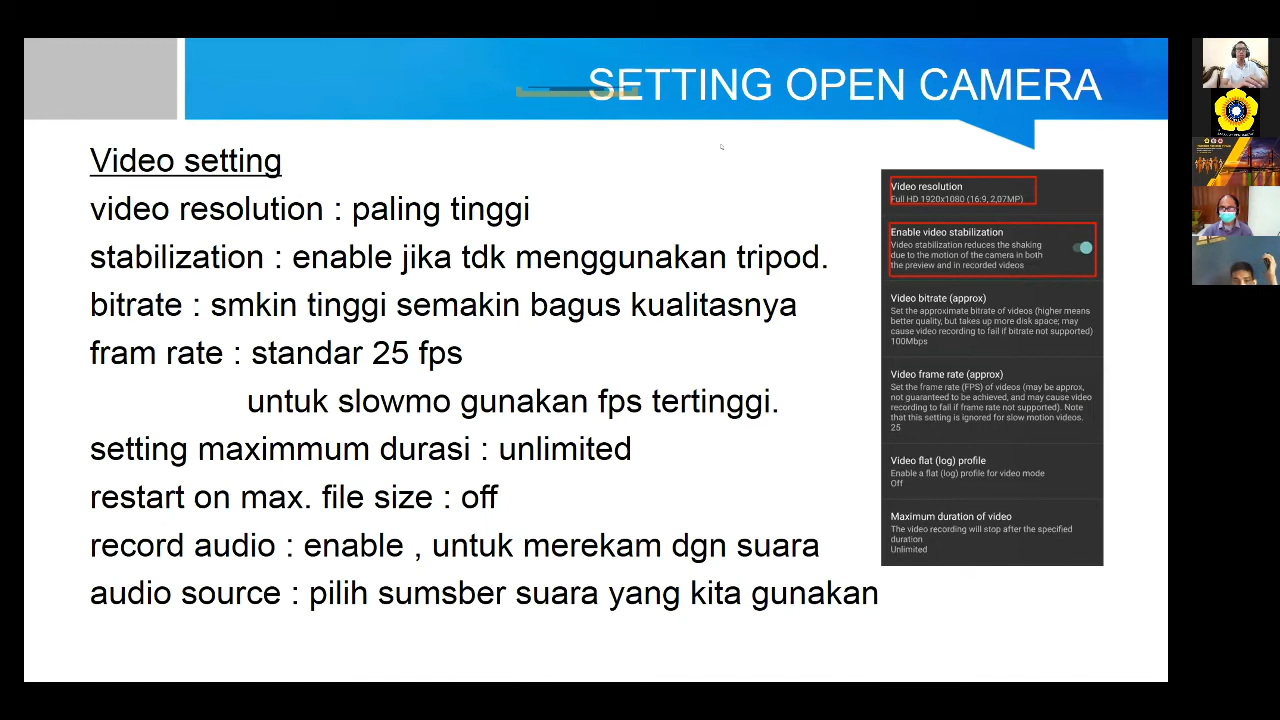 SETTING OPEN CAMERA
Video setting
video resolution : paling tinggi
stabilization : enable jika tdk menggunakan tripod.
bitrate : smkin tinggi semakin bagus kualitasnya
fram rate : standar 25 fps
untuk slowmo gunakan fps tertinggi.
setting maximmum durasi : unlimited
restart on max. file size : off
record audio : enable , untuk merekam dgn suara
audio source : pilih sumsber suara yang kita gunakan
Video resolution
Full HD 1920x1080 (16:9, 2,07MP)
Enable video stabilization
Video stabilization reduces the shaking
due to the motion of the camera in both
the preview and in recorded videos
Video bitrate (approx)
Set the approximate bitrate of videos (higher means
better quality, but takes up more disk space; may
cause video recording to fail if bitrate not supported)
100Mbps
Video frame rate (approx)
Set the frame rate (FPS) of videos (may be approx,
not guaranteed to be achieved, and may cause video
recording to fail if frame rate not supported). Note
that this setting is ignored for slow motion videos.
25
Video flat (log) profile
Enable a flat (log) profile for video mode
Off
Maximum duration of video
The video recording will stop after the specified
duration
Unlimited